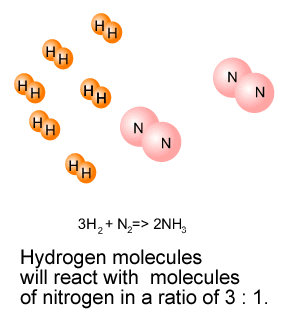 H H
H H
H H
H H
H H
H H
N N
N N
3H₂ + N₂=> 2NH₃
Hydrogen molecules
will react with molecules
of nitrogen in a ratio of 3 : 1.